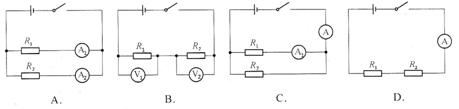 R₁ A₁
R₂ A₂
A.
R₁ R₂
V₁ V₂
B.
A
R₁ A₁
R₂
C.
A
R₁ R₂
D.